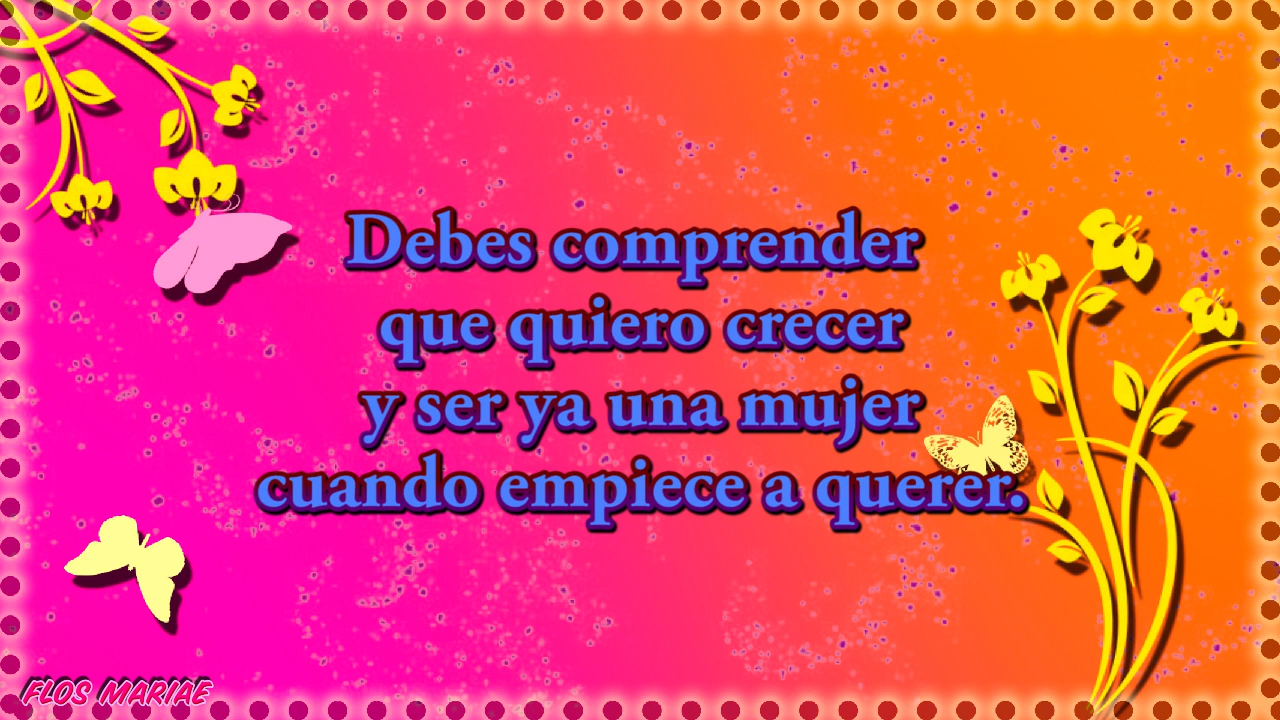 Debes comprender
que quiero crecer
y ser ya una mujer
cuando empiece a querer.
FLOS MARIAE